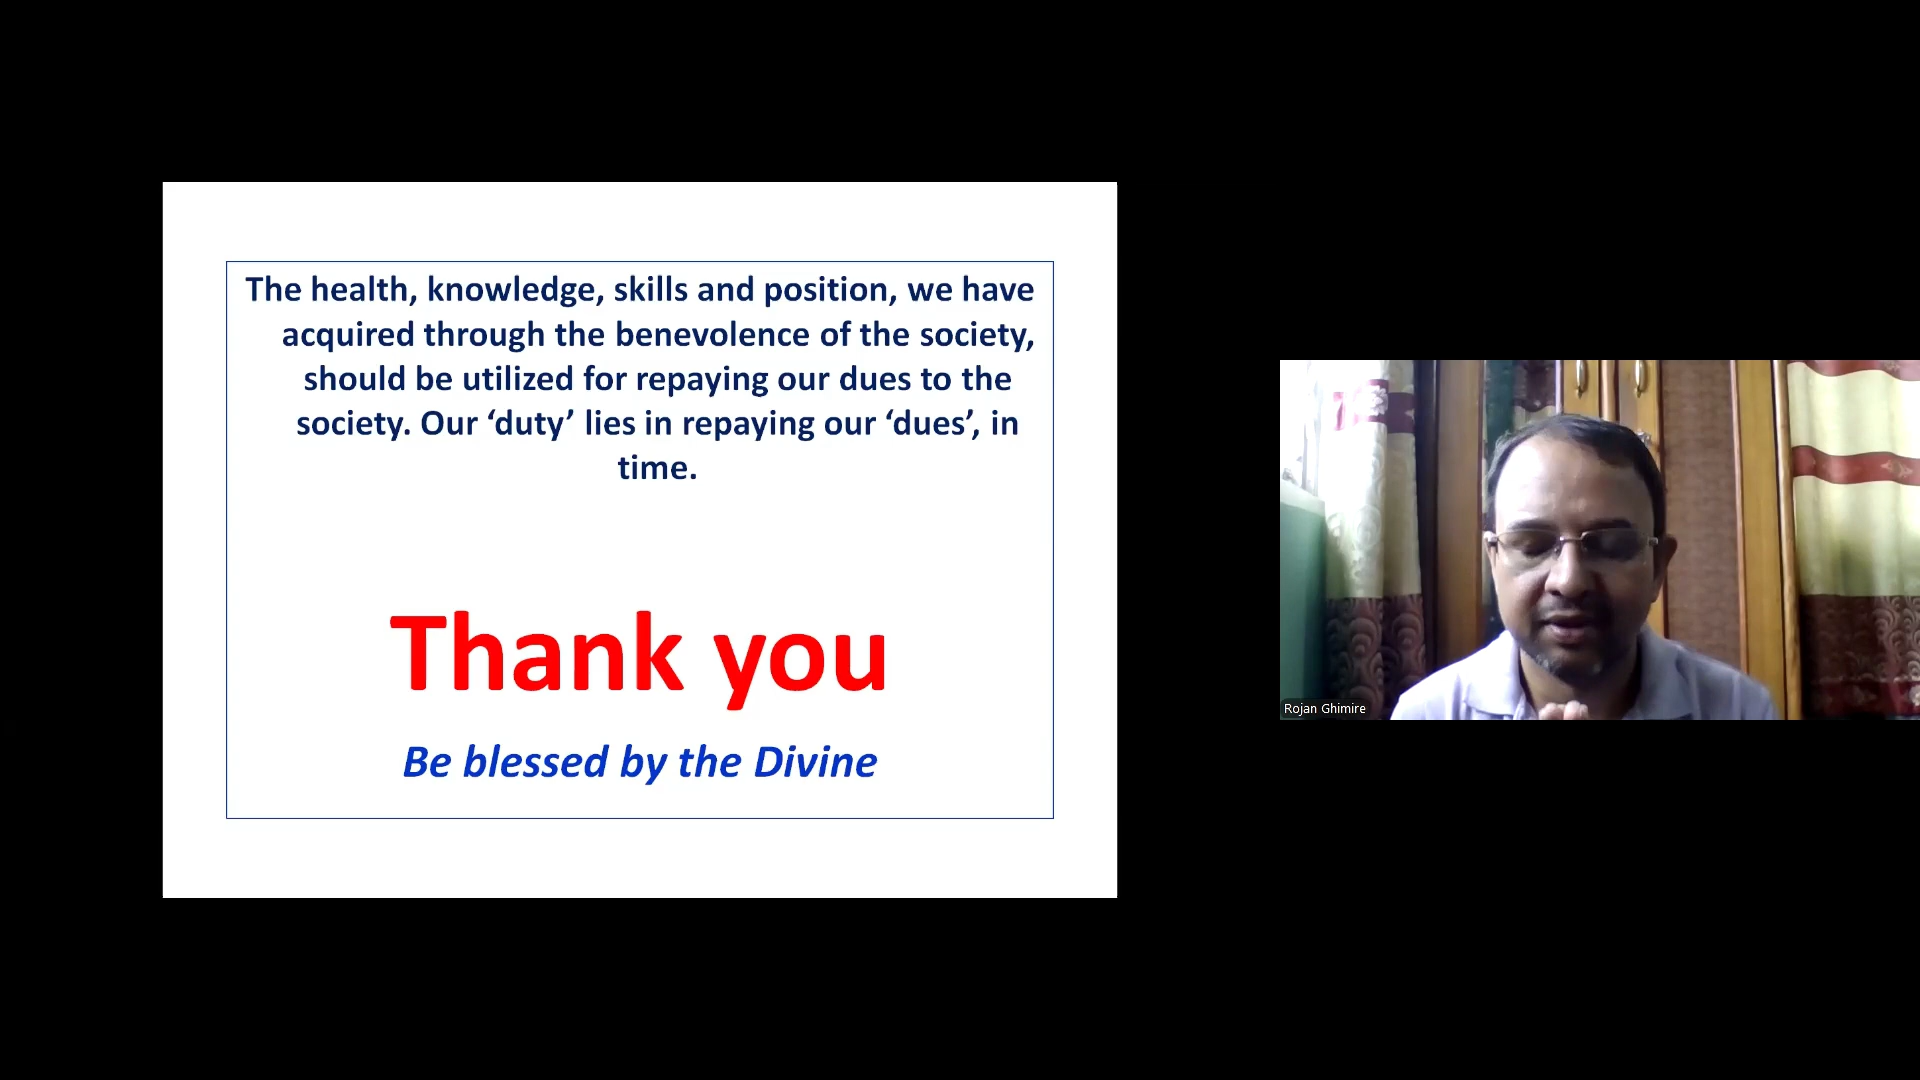 The health, knowledge, skills and position, we have
acquired through the benevolence of the society,
should be utilized for repaying our dues to the
society. Our ‘duty’ lies in repaying our ‘dues’, in
time.
Thank you
Be blessed by the Divine
Rojan Ghimire